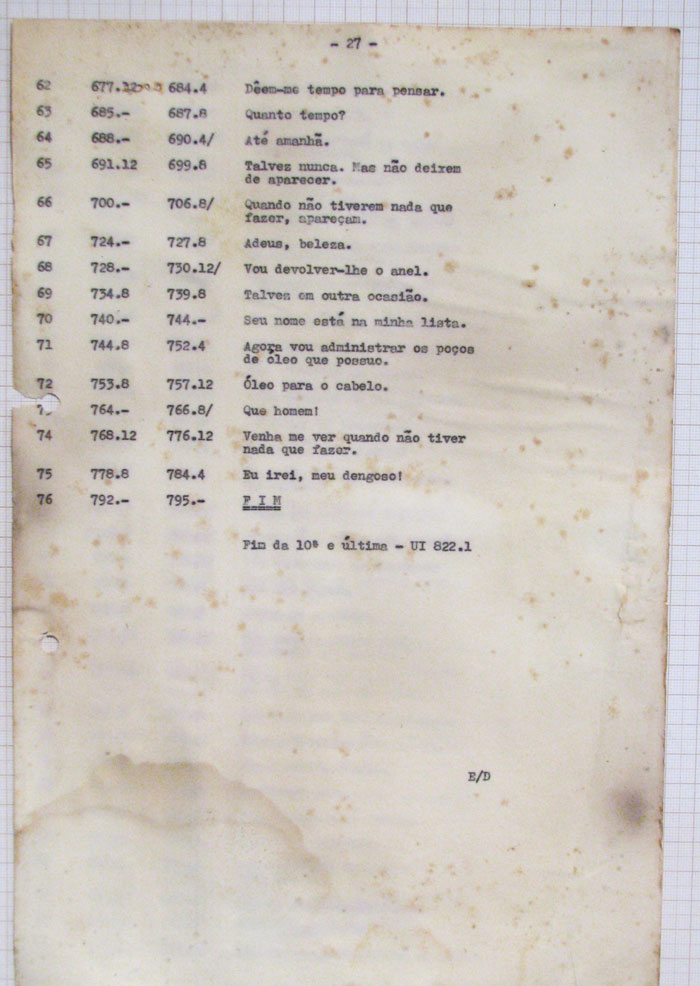 - 27 -
62 677.12 684.4 Dêem-me tempo para pensar.
63 685.- 687.8 Quanto tempo?
64 688.- 690.4/ Até amanhã.
65 691.12 699.8 Talvez nunca. Mas não deixem
de aparecer.
66 700.- 706.8/ Quando não tiverem nada que
fazer, apareçam.
67 724.- 727.8 Adeus, beleza.
68 728.- 730.12/ Vou devolver-lhe o anel.
69 734.8 739.8 Talvez em outra ocasião.
70 740.- 744.- Seu nome está na minha lista.
71 744.8 752.4 Agora vou administrar os poços
de óleo que possuo.
72 753.8 757.12 Óleo para o cabelo.
764.- 766.8/ Que homem!
74 768.12 776.12 Venha me ver quando não tiver
nada que fazer.
75 778.8 784.4 Eu irei, meu dengoso!
76 792.- 795.- F I M
Fim da 10ª e última - UI 822.1
E/D